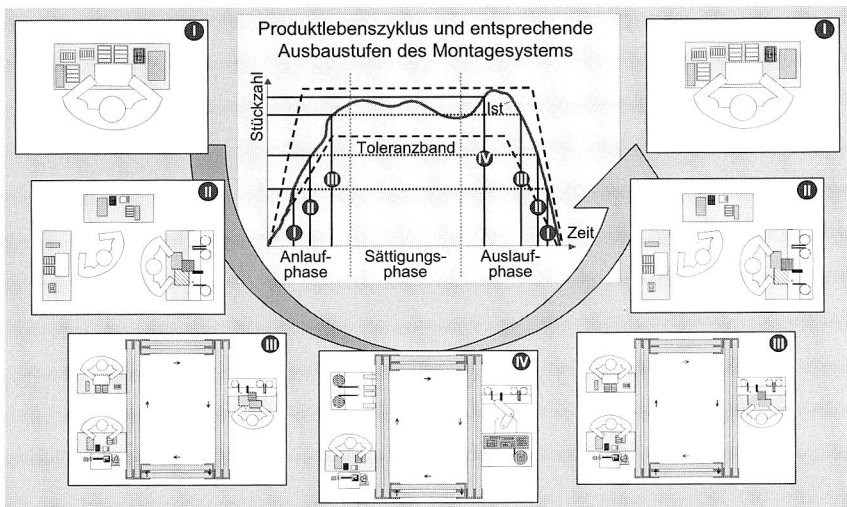 Produktlebenszyklus und entsprechende
Ausbaustufen des Montagesystems
Stückzahl
Ist
Toleranzband
I
II
III
IV
III
II
I
Zeit
Anlauf-
phase
Sättigungs-
phase
Auslauf-
phase
I
I
II
II
III
IV
III